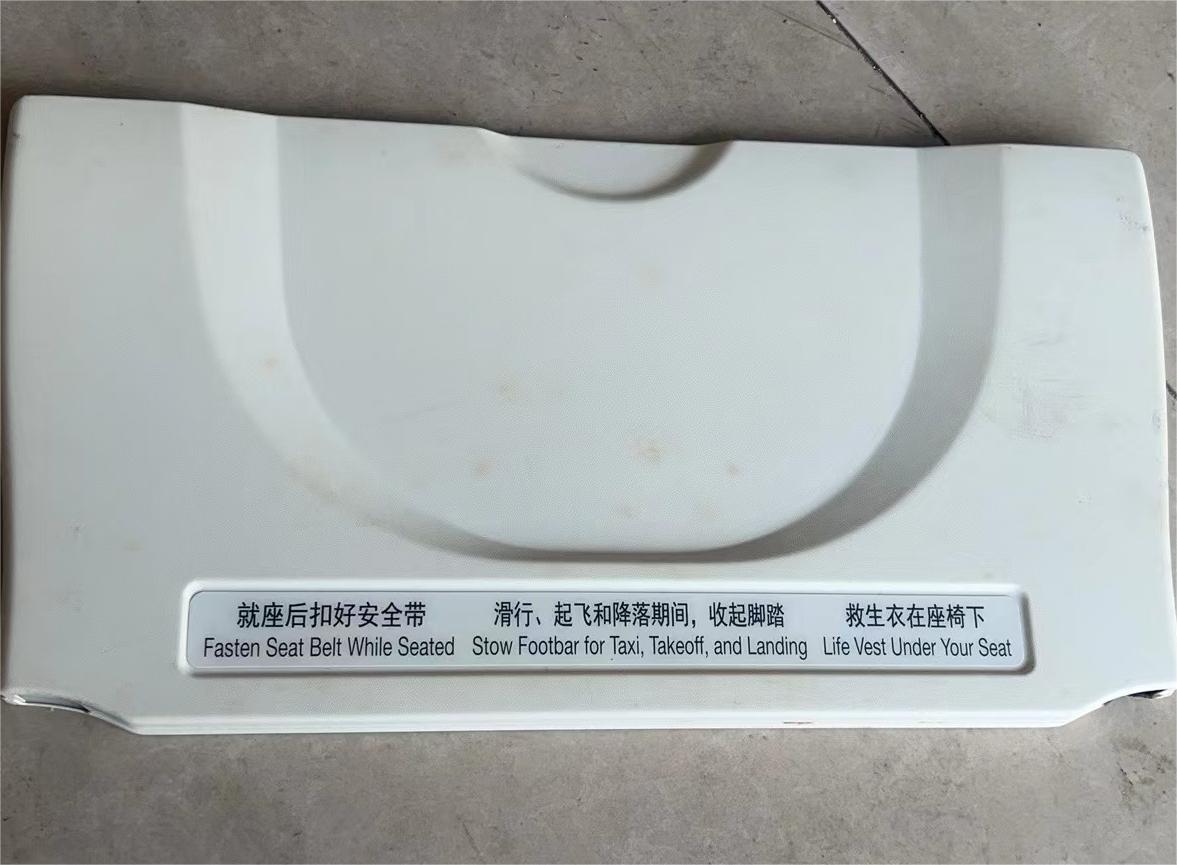 就座后扣好安全带
Fasten Seat Belt While Seated
滑行、起飞和降落期间，收起脚踏
Stow Footbar for Taxi, Takeoff, and Landing
救生衣在座椅下
Life Vest Under Your Seat